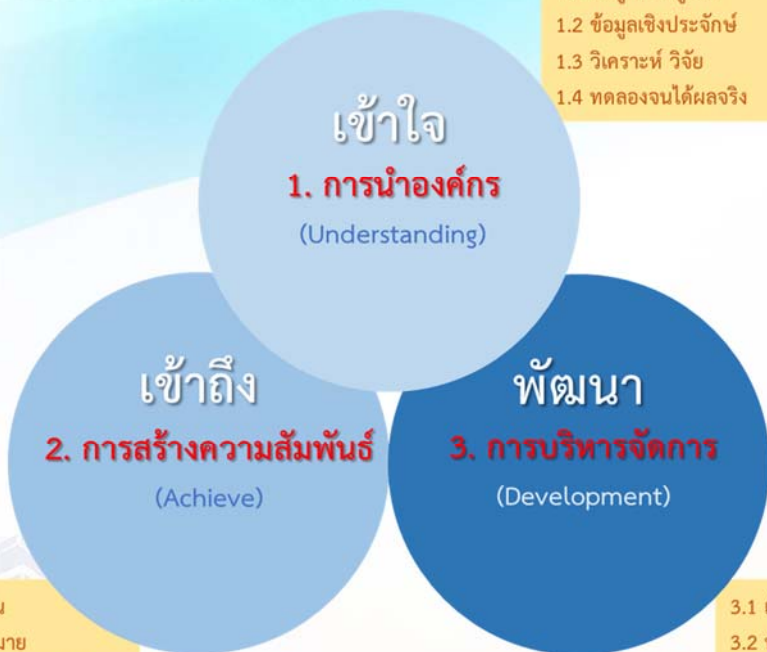 1.2 ข้อมูลเชิงประจักษ์
1.3 วิเคราะห์ วิจัย
1.4 ทดลองจนได้ผลจริง
เข้าใจ
1. การนำองค์กร
(Understanding)
เข้าถึง
2. การสร้างความสัมพันธ์
(Achieve)
พัฒนา
3. การบริหารจัดการ
(Development)
3.1
3.2